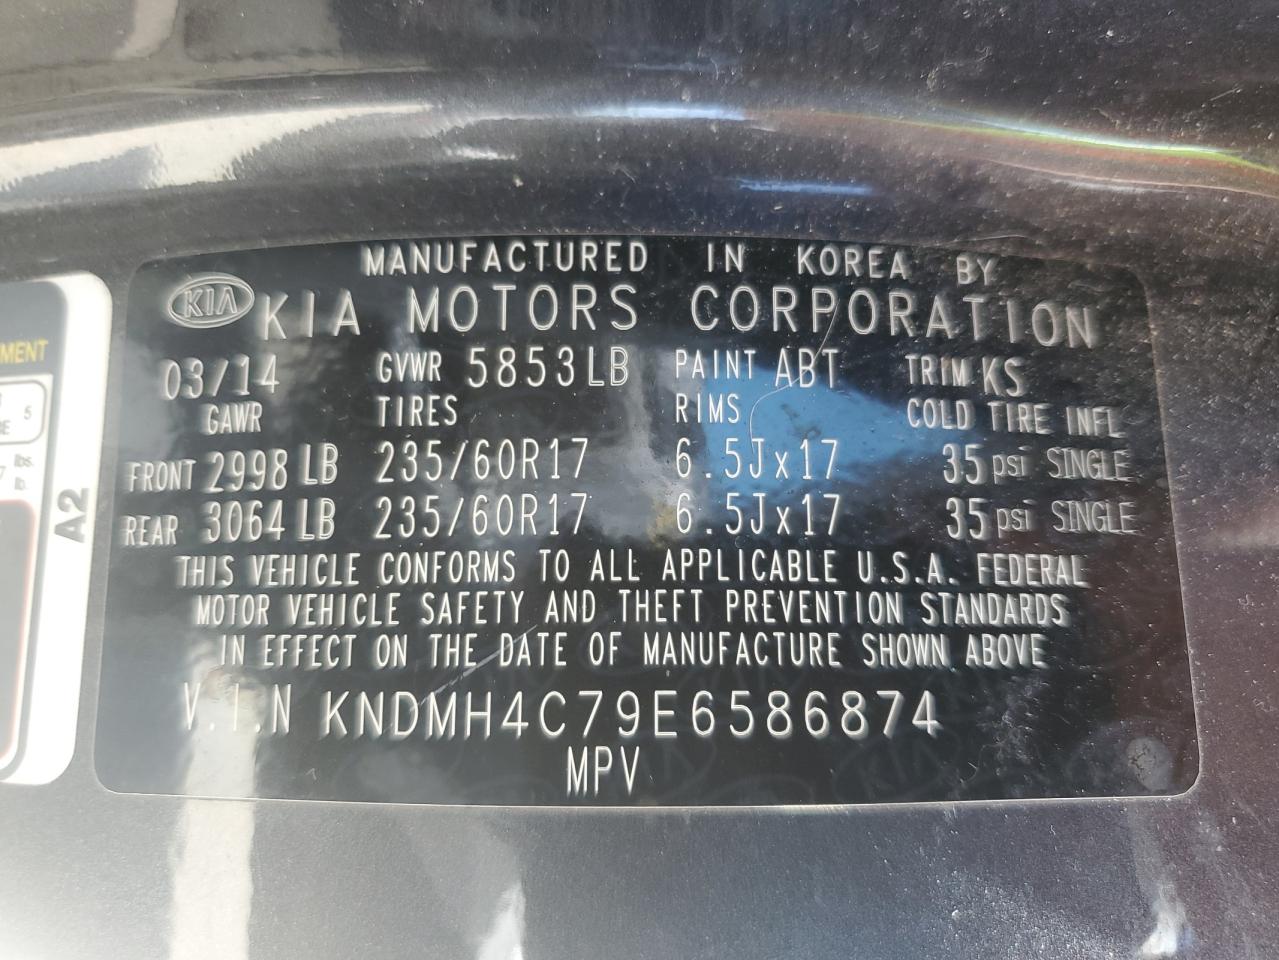 MANUFACTURED IN KOREA BY
KIA KIA MOTORS CORPORATION
03/14 GVWR 5853LB PAINT ABT TRIM KS
GAWR TIRES RIMS COLD TIRE INFL
FRONT 2998 LB 235/60R17 6.5Jx17 35 psi SINGLE
REAR 3064 LB 235/60R17 6.5Jx17 35 psi SINGLE
THIS VEHICLE CONFORMS TO ALL APPLICABLE U.S.A. FEDERAL
MOTOR VEHICLE SAFETY AND THEFT PREVENTION STANDARDS
IN EFFECT ON THE DATE OF MANUFACTURE SHOWN ABOVE
V.I.N KNDMH4C79E6586874
MPV
5
lbs.
lb.
A2